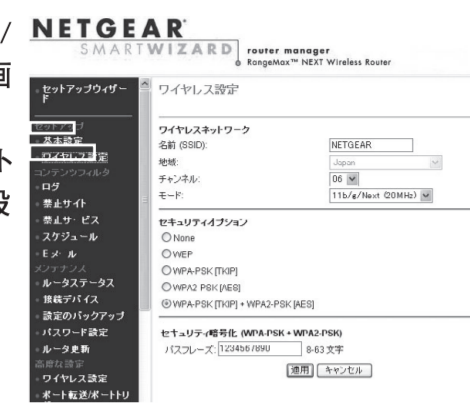 /
画
ト
設
NETGEAR®
SMARTWIZARD router manager
RangeMax™ NEXT Wireless Router
セットアップウィザー
ド
セットアップ
基本設定
ワイヤレス設定
コンテンツフィルタ
ログ
禁止サイト
禁止サービス
スケジュール
Eメール
メンテナンス
ルータステータス
接続デバイス
設定のバックアップ
パスワード設定
ルータ更新
高度な設定
ワイヤレス設定
ポート転送/ポートトリ
ワイヤレス設定
ワイヤレスネットワーク
名前 (SSID): NETGEAR
地域: Japan
チャンネル: 06
モード: 11b/g/Next (20MHz)
セキュリティオプション
None
WEP
WPA-PSK [TKIP]
WPA2-PSK [AES]
WPA-PSK [TKIP] + WPA2-PSK [AES]
セキュリティ暗号化 (WPA-PSK + WPA2-PSK)
パスフレーズ: 1234567890 8-63 文字
適用 キャンセル